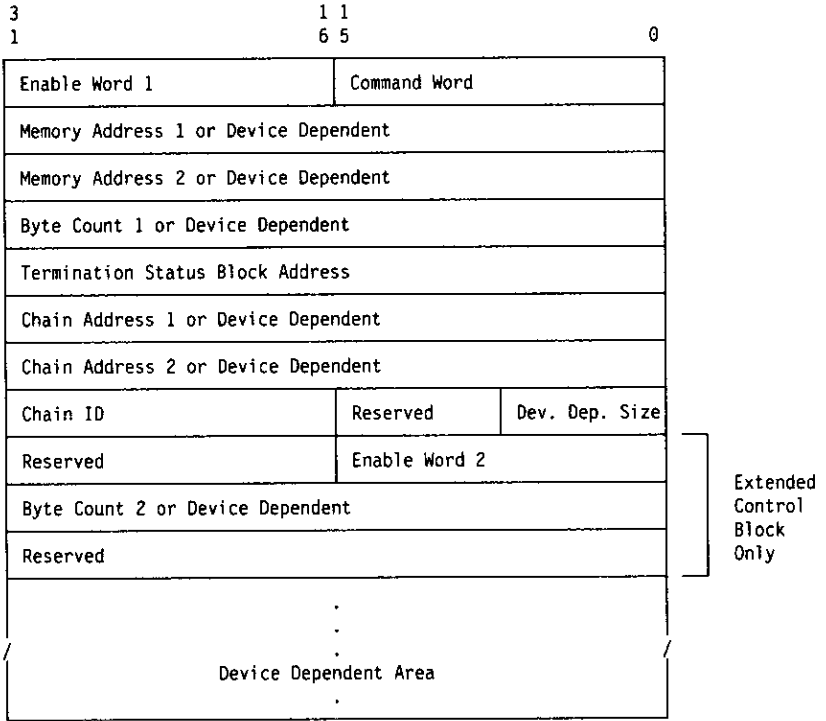 3 1 1
1 6 5 0
Enable Word 1 Command Word
Memory Address 1 or Device Dependent
Memory Address 2 or Device Dependent
Byte Count 1 or Device Dependent
Termination Status Block Address
Chain Address 1 or Device Dependent
Chain Address 2 or Device Dependent
Chain ID Reserved Dev. Dep. Size
Reserved Enable Word 2
Byte Count 2 or Device Dependent
Reserved
Extended
Control
Block
Only
Device Dependent Area